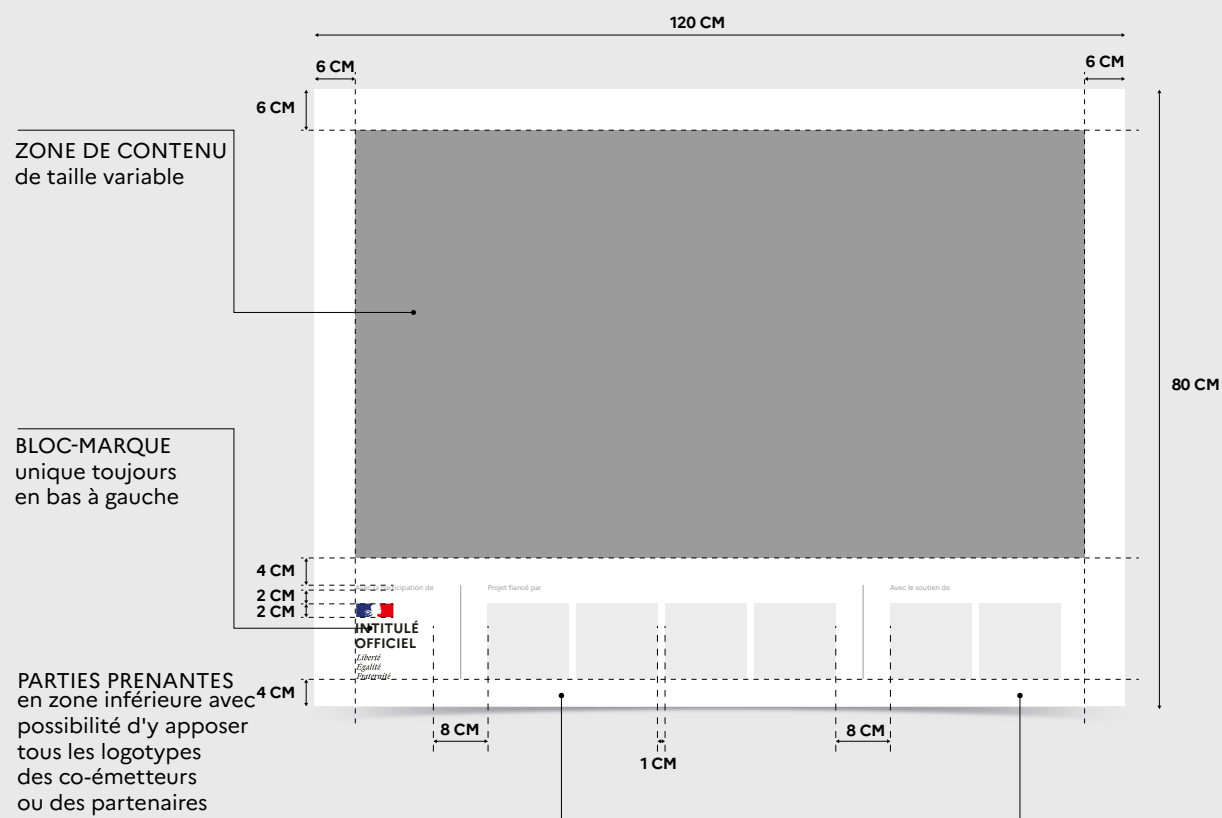 120 CM
6 CM
6 CM
6 CM
ZONE DE CONTENU
de taille variable
80 CM
BLOC-MARQUE
unique toujours
en bas à gauche
4 CM
2 CM
2 CM
participation de
Projet fiancé par
Avec le soutien de
INTITULÉ
OFFICIEL
Liberté
Égalité
Fraternité
PARTIES PRENANTES
en zone inférieure avec
possibilité d'y apposer
tous les logotypes
des co-émetteurs
ou des partenaires
4 CM
8 CM
1 CM
8 CM